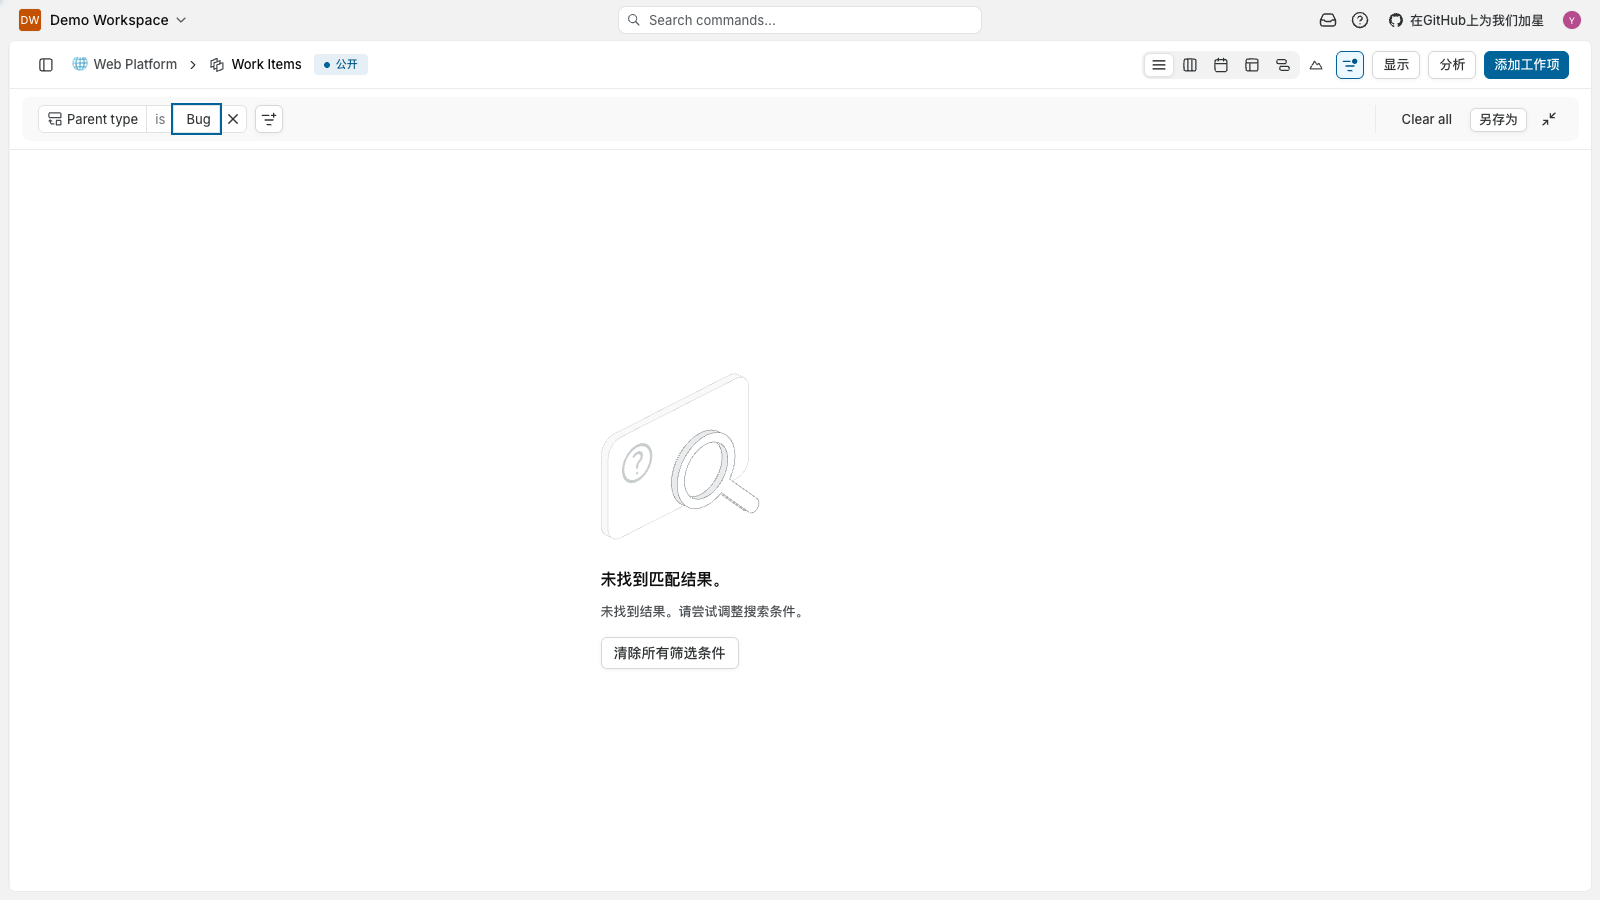 DW Demo Workspace
Search commands...
在GitHub上为我们加星
Y
Web Platform
Work Items
公开
显示
分析
添加工作项
Parent type is Bug
Clear all
另存为
?
未找到匹配结果。
未找到结果。请尝试调整搜索条件。
清除所有筛选条件